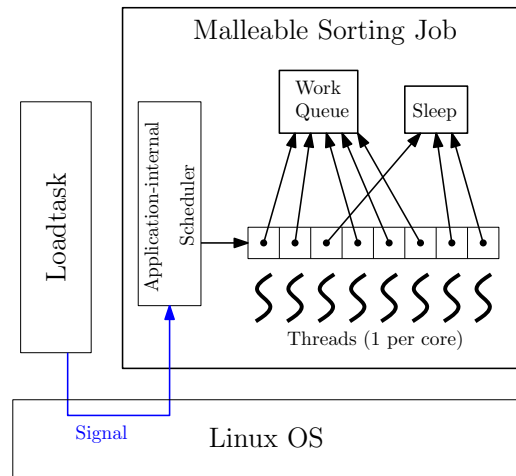 Malleable Sorting Job
Work
Queue
Sleep
Loadtask
Application-internal
Scheduler
Threads (1 per core)
Signal
Linux OS